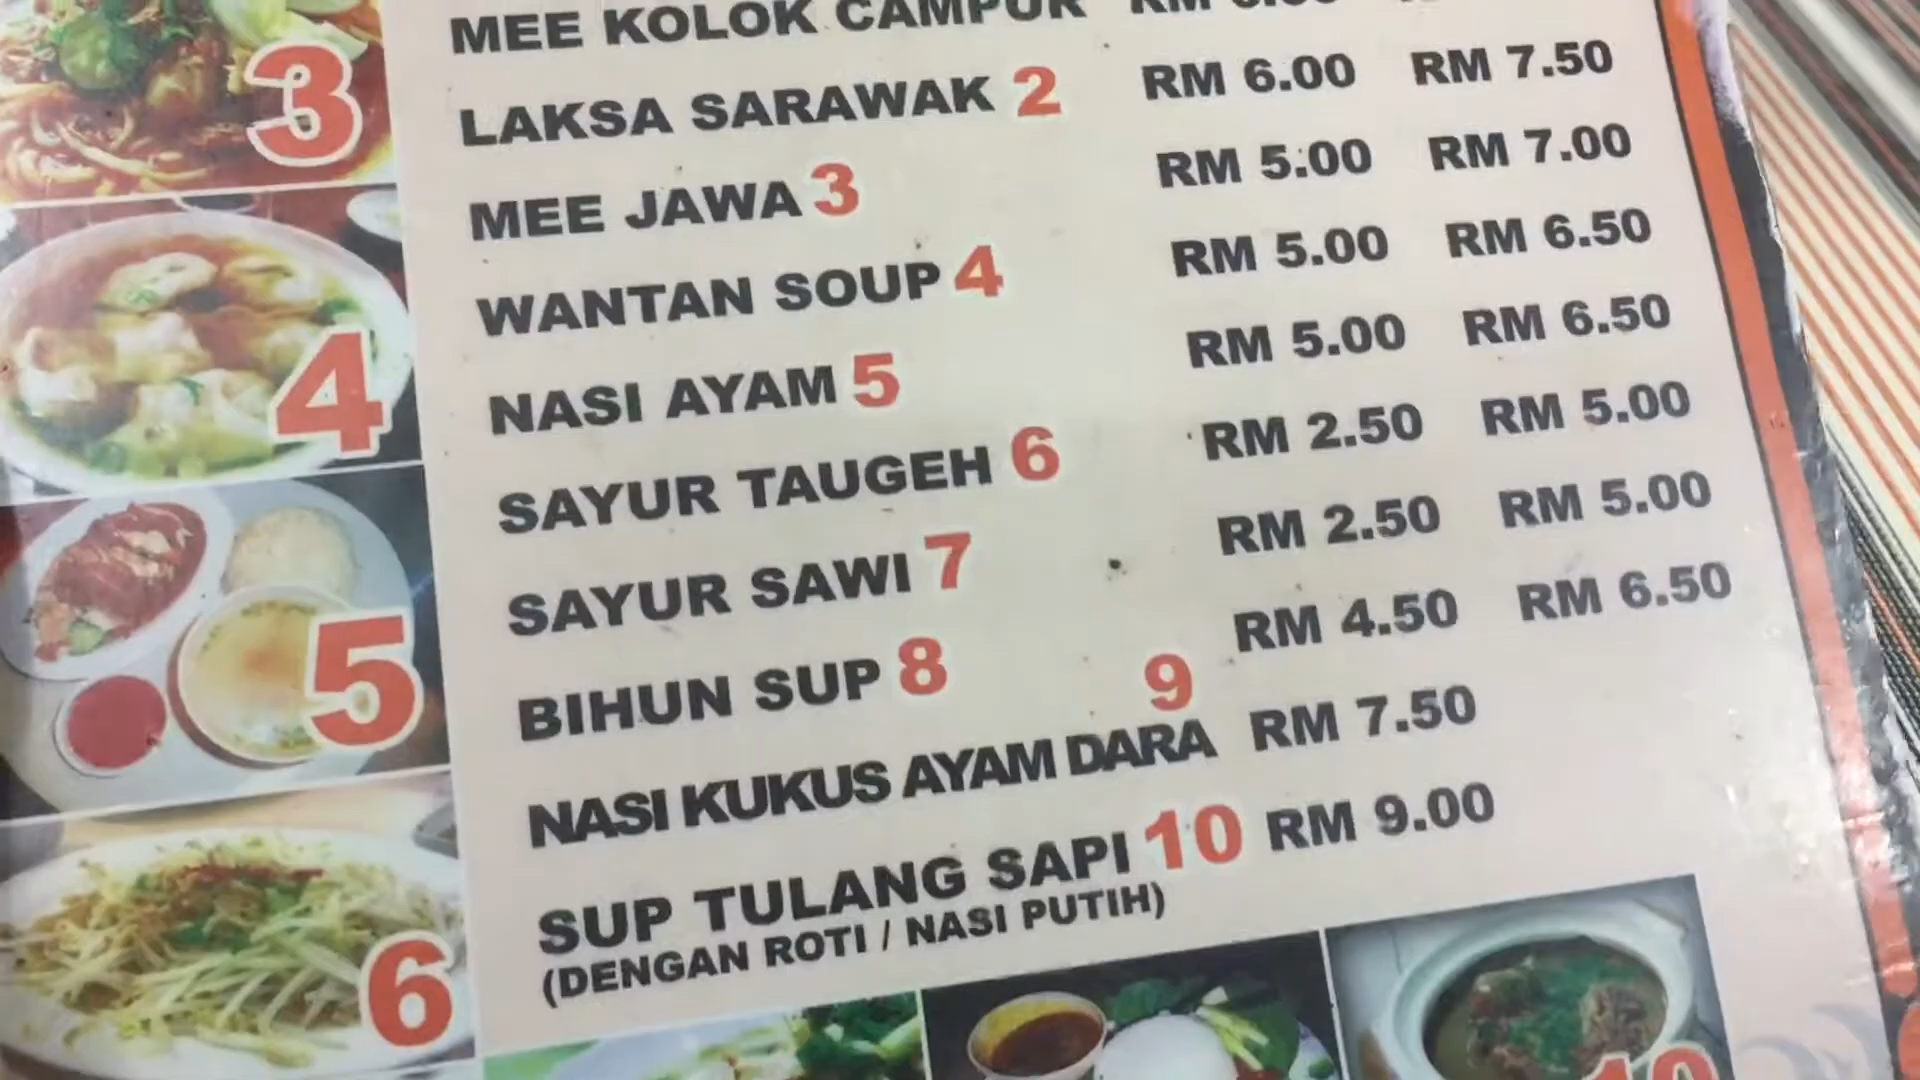 MEE KOLOK CAMPUR RM
LAKSA SARAWAK 2 RM 6.00 RM 7.50
MEE JAWA 3 RM 5.00 RM 7.00
WANTAN SOUP 4 RM 5.00 RM 6.50
NASI AYAM 5 RM 5.00 RM 6.50
SAYUR TAUGEH 6 RM 2.50 RM 5.00
SAYUR SAWI 7 RM 2.50 RM 5.00
BIHUN SUP 8 RM 4.50 RM 6.50
NASI KUKUS AYAM DARA 9 RM 7.50
SUP TULANG SAPI 10 RM 9.00
(DENGAN ROTI / NASI PUTIH)
3
4
5
6
10